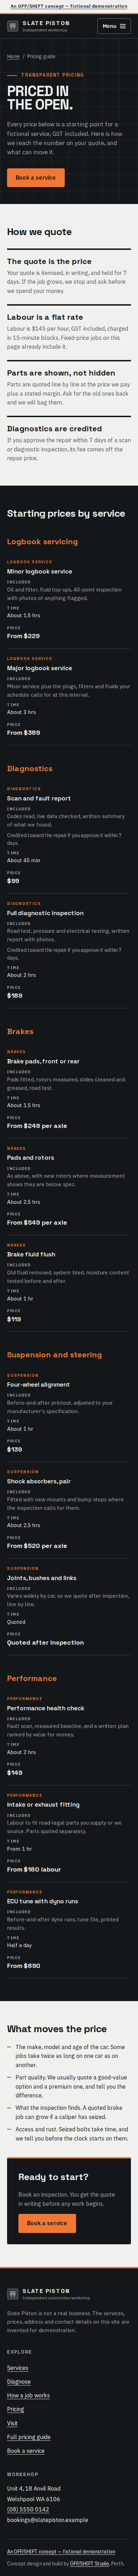 An OFF/SHIFT concept — fictional demonstration
SLATE PISTON
Independent workshop
Menu
Home / Pricing guide
TRANSPARENT PRICING
PRICED IN
THE OPEN.
Every price below is a starting point for a
typical service, GST included. Here is how
you read our workshop quote, and what can
move it.
Book a service
How we quote
The quote is the price
Your quote is itemised, in writing, and held for 7
days. If the job grows, we stop and ask before
we spend your money.
Labour is a flat rate
Labour is $145 per hour, GST included, charged
in 15-minute blocks. Fixed-price jobs on this
page already include it.
Parts are shown, not hidden
Parts are quoted line by line at the price we pay
plus a stated margin. Ask for the old ones back
and we will bag them.
Diagnostics are credited
If you approve the repair within 7 days of a scan
or diagnostic inspection, its fee comes off the
repair price.
Starting prices by service
Logbook servicing
LOGBOOK SERVICE
Minor logbook service
INCLUDED
Oil and filter, fluid top-ups, and 40-point inspection
with photos of anything flagged.
TIME
About 1.5 hrs
PRICE
From $229
LOGBOOK SERVICE
Major logbook service
INCLUDED
Minor service plus the plugs, filters and fluids your
schedule calls for at this interval.
TIME
About 3 hrs
PRICE
From $389
Diagnostics
DIAGNOSTICS
Scan and fault report
INCLUDED
Codes read, live data checked, written summary
of what we found.
Credited toward the repair if you approve it within 7
days.
TIME
About 45 min
PRICE
$99
DIAGNOSTICS
Full diagnostic inspection
INCLUDED
Road test, pressure and electrical testing, written
report with photos.
Credited toward the repair if you approve it within 7
days.
TIME
About 2 hrs
PRICE
$189
Brakes
BRAKES
Brake pads, front or rear
INCLUDED
Pads fitted, rotors measured, slides cleaned and
greased, road test.
TIME
About 1.5 hrs
PRICE
From $249 per axle
BRAKES
Pads and rotors
INCLUDED
As above, with new rotors where measurement
shows they are below spec.
TIME
About 2.5 hrs
PRICE
From $549 per axle
BRAKES
Brake fluid flush
INCLUDED
Old fluid removed, system bled, moisture content
tested before and after.
TIME
About 1 hr
PRICE
$119
Suspension and steering
SUSPENSION
Four-wheel alignment
INCLUDED
Before-and-after printout, adjusted to your
manufacturer's specification.
TIME
About 1 hr
PRICE
$139
SUSPENSION
Shock absorbers, pair
INCLUDED
Fitted with new mounts and bump stops where
the inspection calls for them.
TIME
About 2.5 hrs
PRICE
From $520 per axle
SUSPENSION
Joints, bushes and links
INCLUDED
Varies widely by car, so we quote after inspection,
line by line.
TIME
Quoted
PRICE
Quoted after inspection
Performance
PERFORMANCE
Performance health check
INCLUDED
Fault scan, measured baseline, and a written plan
ranked by value for money.
TIME
About 2 hrs
PRICE
$149
PERFORMANCE
Intake or exhaust fitting
INCLUDED
Labour to fit road-legal parts you supply or we
source. Parts quoted separately.
TIME
From 1 hr
PRICE
From $180 labour
PERFORMANCE
ECU tune with dyno runs
INCLUDED
Before-and-after dyno runs, tune file, printed
results.
TIME
Half a day
PRICE
From $890
What moves the price
— The make, model and age of the car. Some
jobs take twice as long on one car as on
another.
— Part quality. We usually quote a good-value
option and a premium one, and tell you the
difference.
— What the inspection finds. A quoted brake
job can grow if a caliper has seized.
— Access and rust. Seized bolts take time, and
we tell you before the clock starts on them.
Ready to start?
Book an inspection. You get the quote
in writing before any work begins.
Book a service
SLATE PISTON
Independent automotive workshop
Slate Piston is not a real business. The services,
prices, address and contact details on this site are
invented for demonstration.
EXPLORE
Services
Diagnose
How a job works
Pricing
Visit
Full pricing guide
Book a service
WORKSHOP
Unit 4, 18 Anvil Road
Welshpool WA 6106
(08) 5550 0142
bookings@slatepiston.example
An OFF/SHIFT concept — fictional demonstration
Concept designed and build by OFF/SHIFT Studio, Perth.